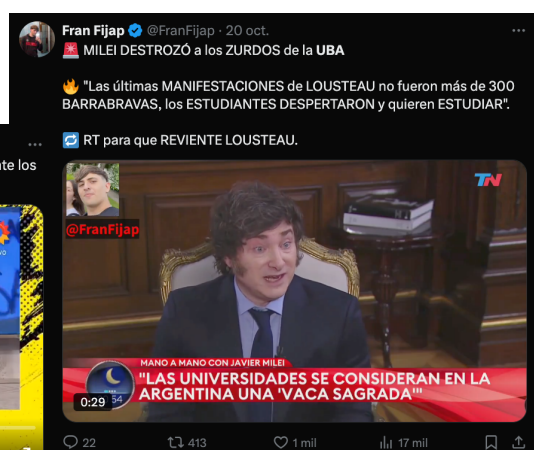 Fran Fijap @FranFijap · 20 oct.
🚨 MILEI DESTROZÓ a los ZURDOS de la UBA
🔥 "Las últimas MANIFESTACIONES de LOUSTEAU no fueron más de 300
BARRABRAVAS, los ESTUDIANTES DESPERTARON y quieren ESTUDIAR".
🔁 RT para que REVIENTE LOUSTEAU.
te los
TN
@FranFijap
MANO A MANO CON JAVIER MILEI
"LAS UNIVERSIDADES SE CONSIDERAN EN LA
ARGENTINA UNA 'VACA SAGRADA'"
0:29 54
22 413 1 mil 17 mil